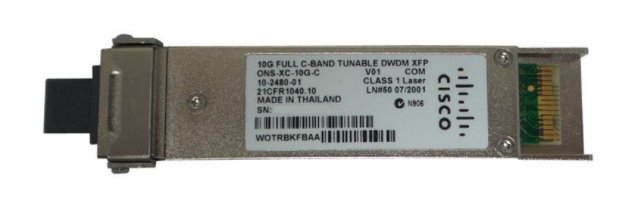 10G FULL C-BAND TUNABLE DWDM XFP
ONS-XC-10G-C V01 COM
10-2480-01 CLASS 1 Laser
21CFR1040.10 LN#50 07/2001
MADE IN THAILAND N906
SN:
WOTRBKFBAA
CISCO